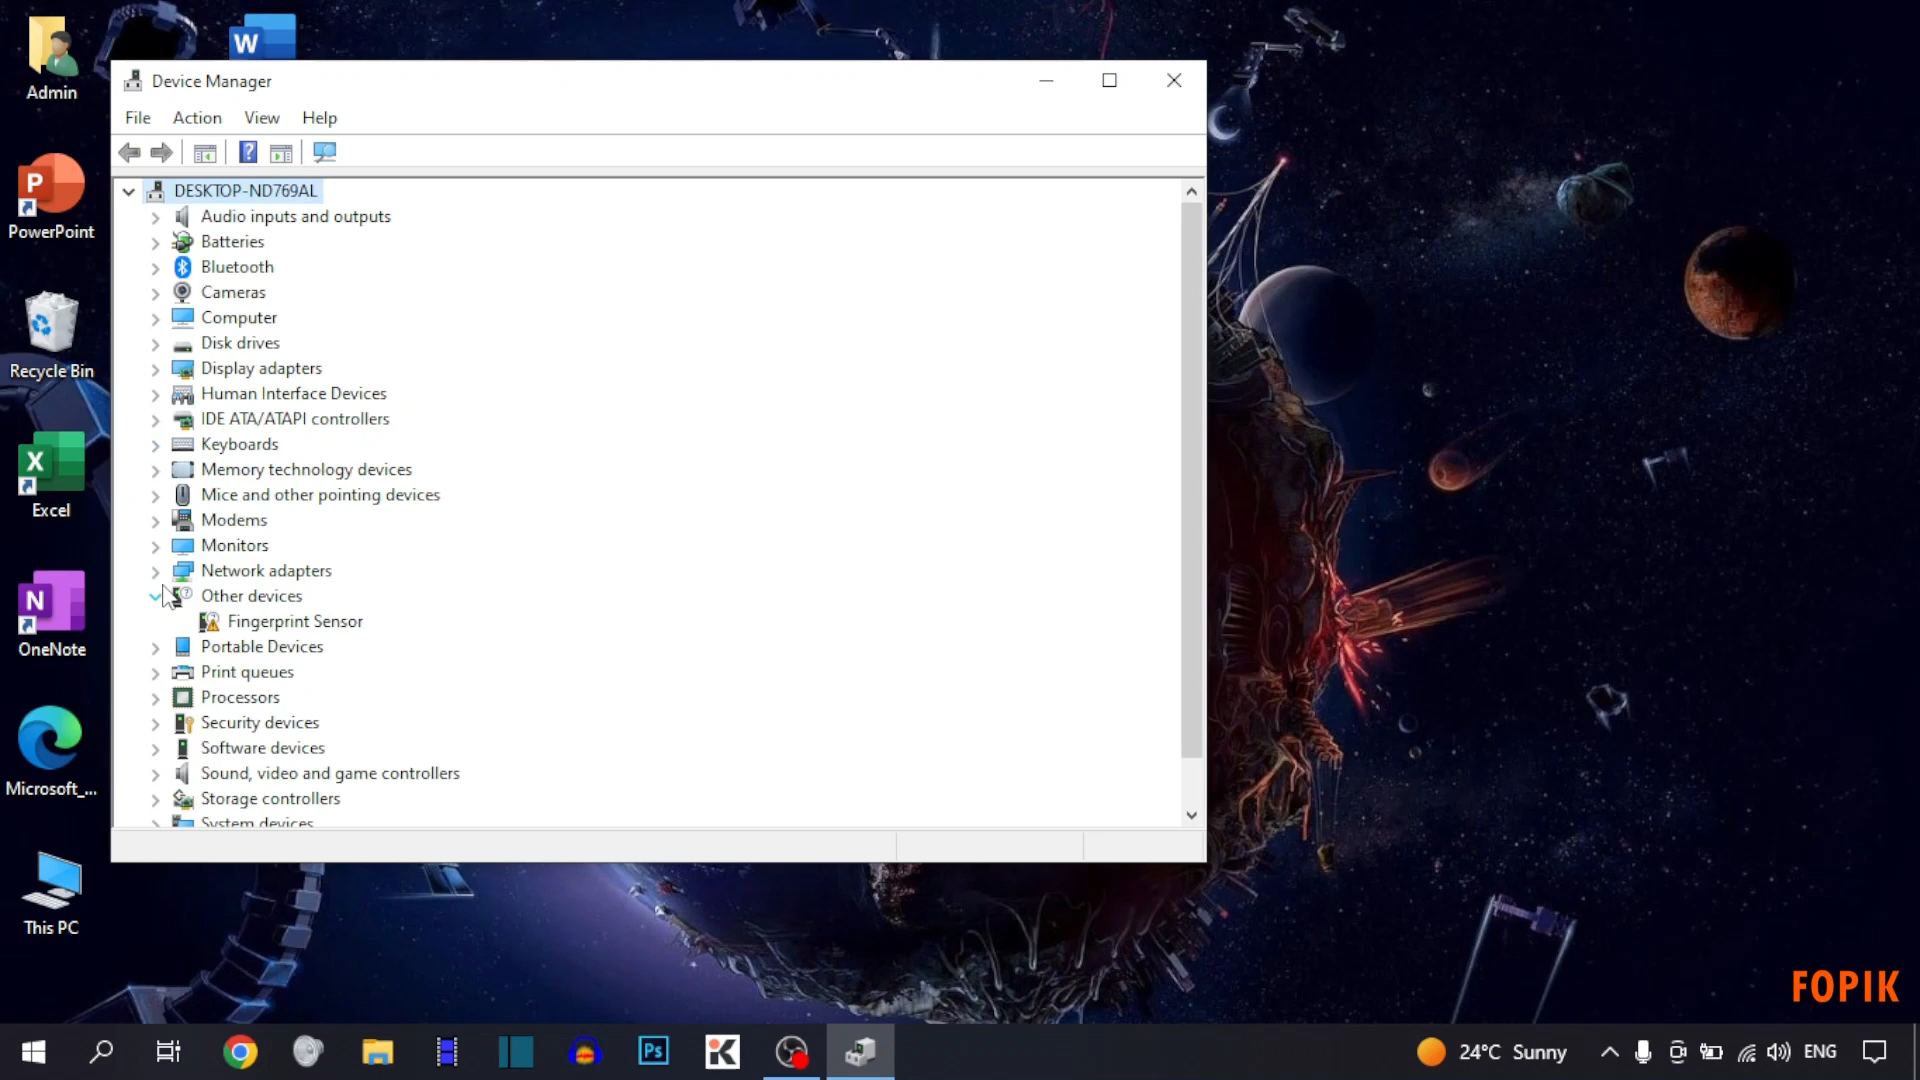 Admin
W
Device Manager
File Action View Help
DESKTOP-ND769AL
Audio inputs and outputs
Batteries
Bluetooth
Cameras
Computer
Disk drives
Display adapters
Human Interface Devices
IDE ATA/ATAPI controllers
Keyboards
Memory technology devices
Mice and other pointing devices
Modems
Monitors
Network adapters
Other devices
Fingerprint Sensor
Portable Devices
Print queues
Processors
Security devices
Software devices
Sound, video and game controllers
Storage controllers
System devices
P
PowerPoint
Recycle Bin
X
Excel
N
OneNote
Microsoft_...
This PC
FOPIK
Ps
K
24°C Sunny
ENG